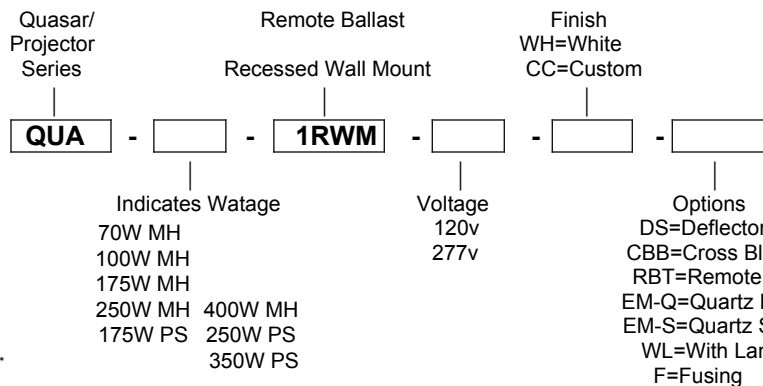 Quasar/
Projector
Series
Remote Ballast
Recessed Wall Mount
Finish
WH=White
CC=Custom
QUA - - 1RWM - - -
Indicates Watage
70W MH
100W MH
175W MH
250W MH 400W MH
175W PS 250W PS
350W PS
Voltage
120v
277v
Options
DS=Deflector
CBB=Cross Bl
RBT=Remote
EM-Q=Quartz
EM-S=Quartz S
WL=With Lar
F=Fusing